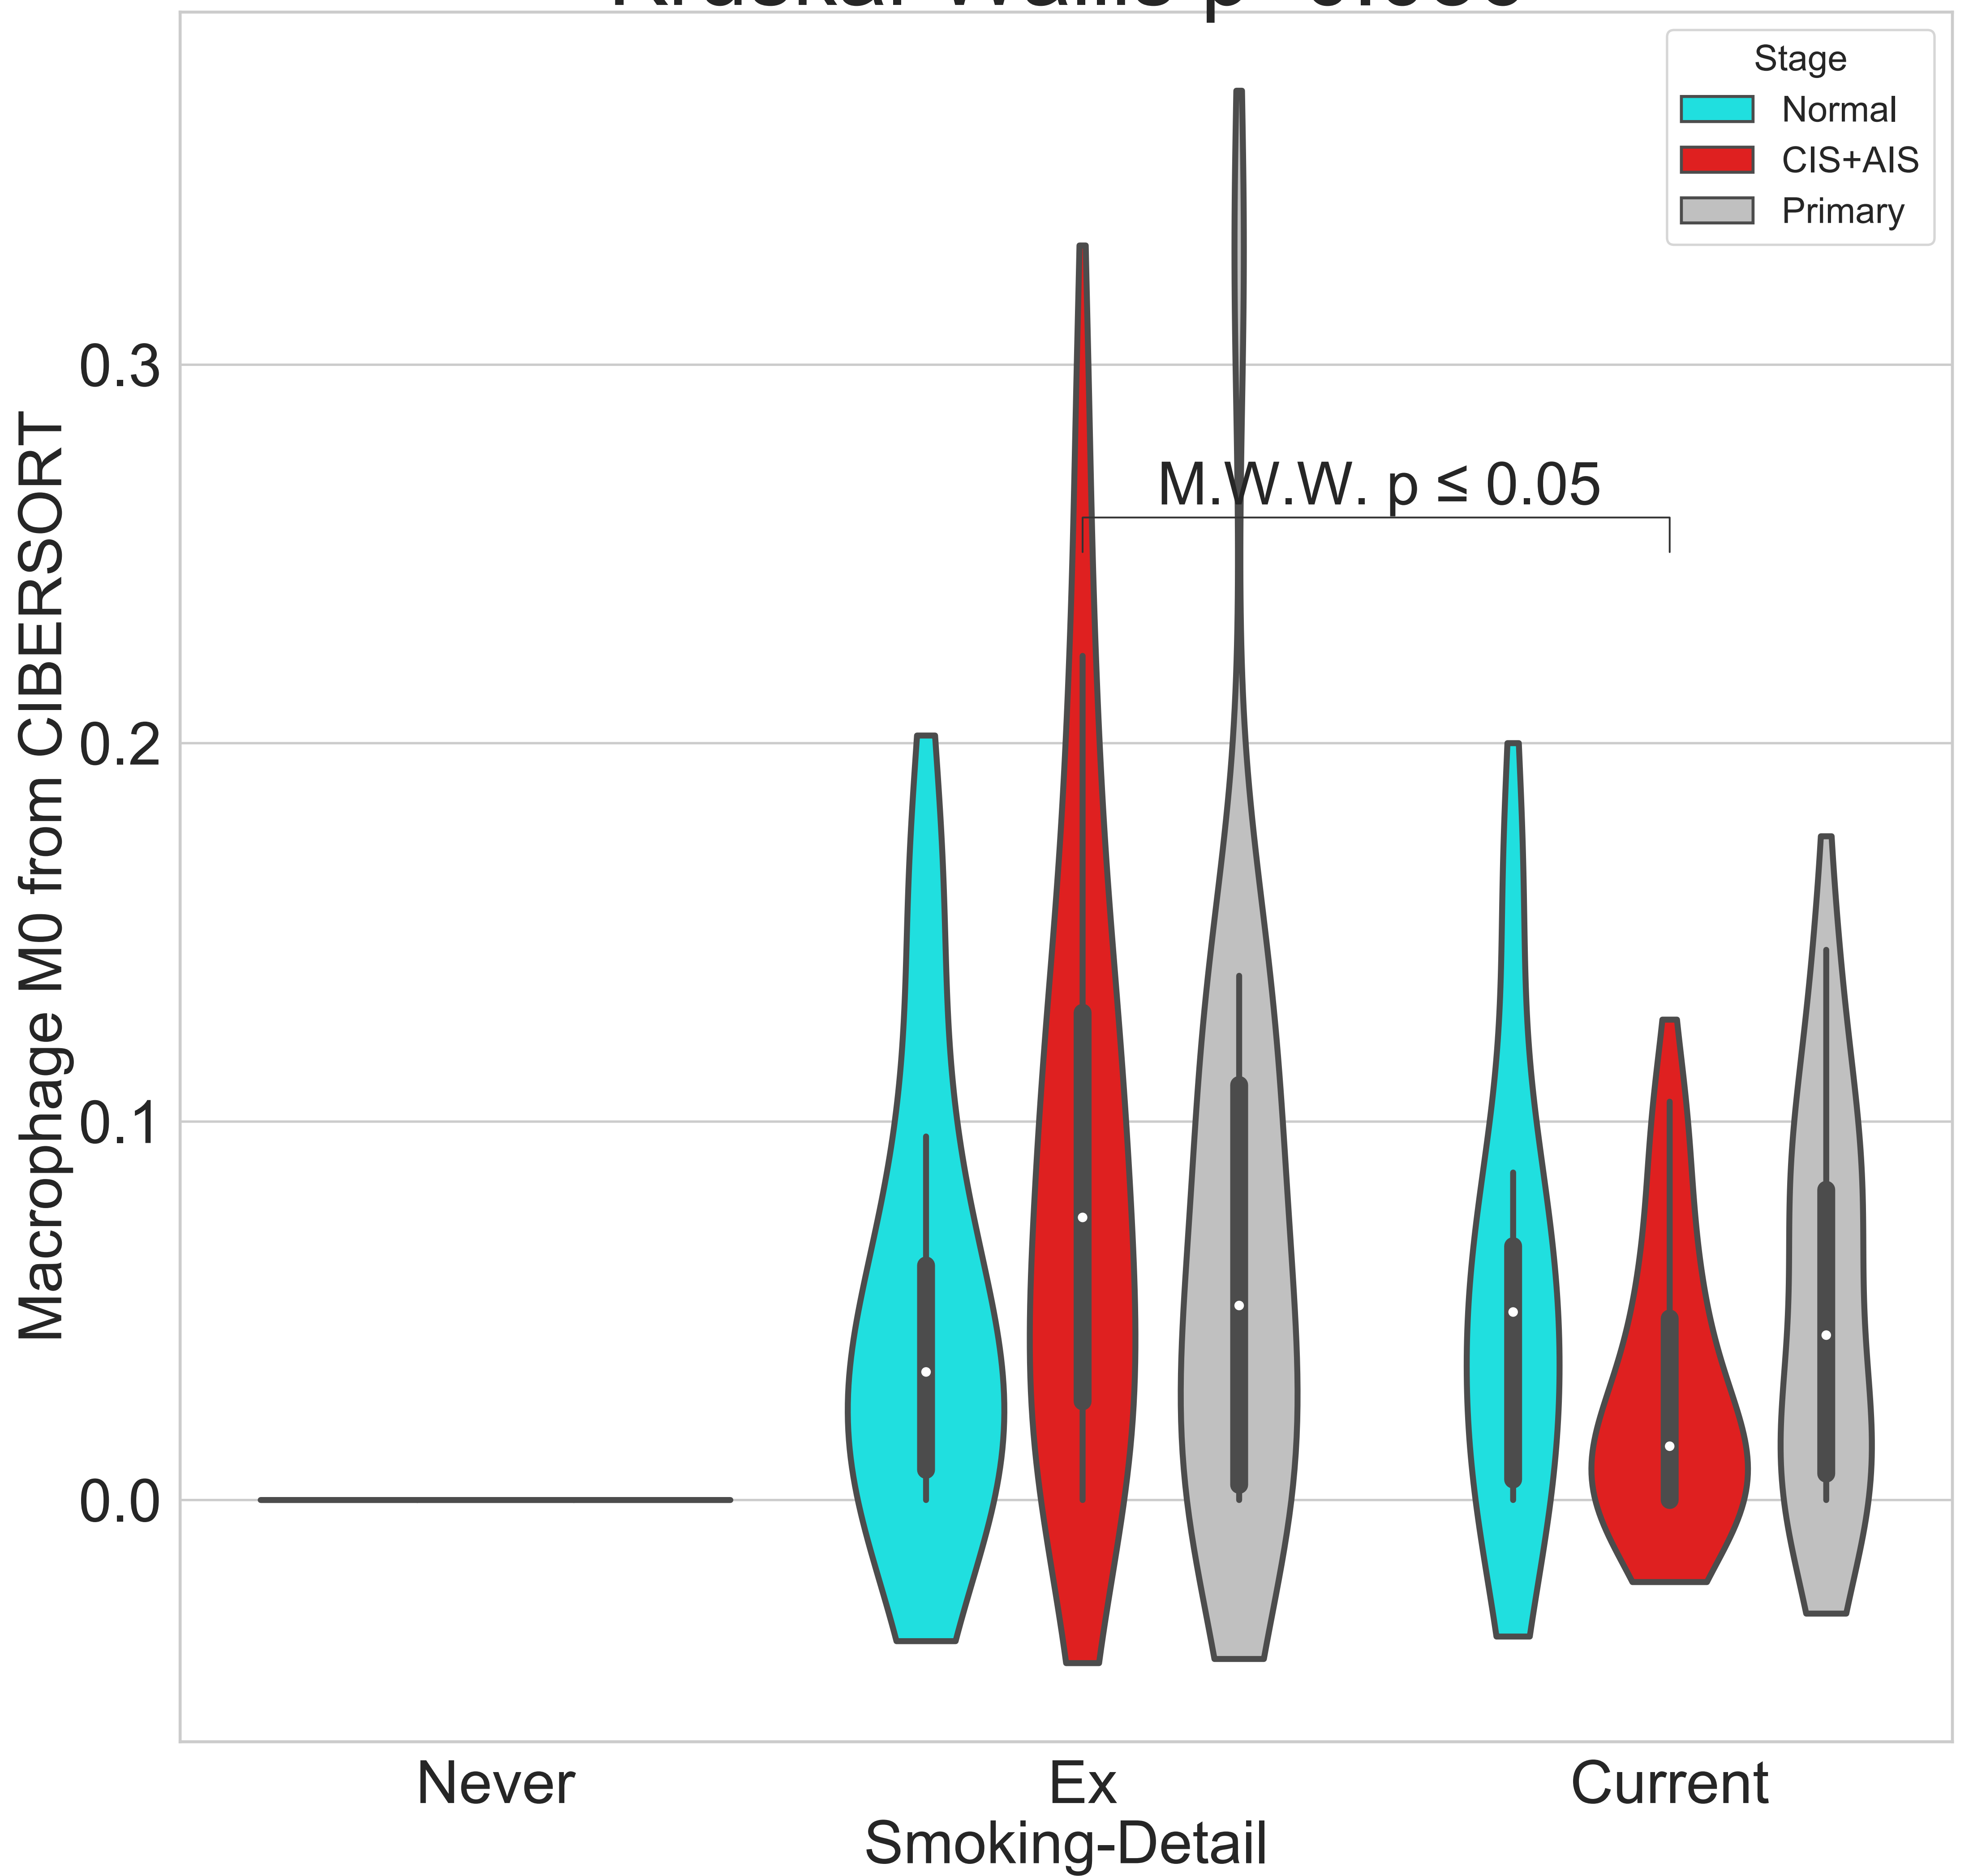 Stage
Normal
CIS+AIS
Primary
Macrophage M0 from CIBERSORT
0.3
0.2
0.1
0.0
M.W.W. p ≤ 0.05
Never
Ex
Current
Smoking-Detail